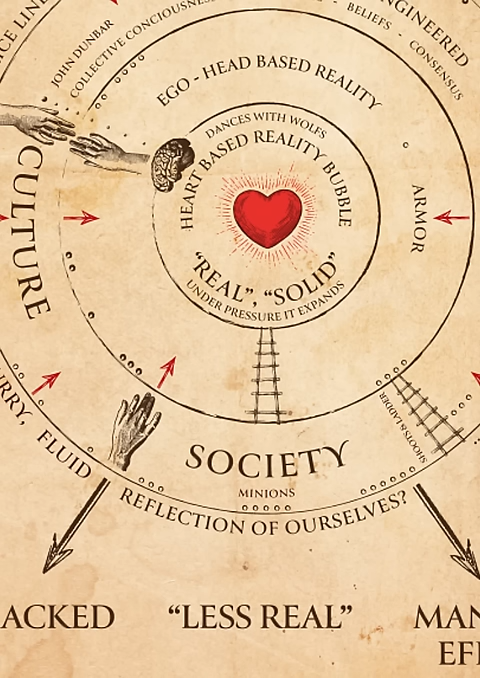 ENGINEERED
BELIEFS - CONSENSUS
JOHN DUNBAR
COLLECTIVE CONCIOUSNESS
EGO - HEAD BASED REALITY
DANCES WITH WOLFS
HEART BASED REALITY BUBBLE
CULTURE
ARMOR
"REAL", "SOLID"
UNDER PRESSURE IT EXPANDS
SHOOTS & LADDER
FLUID
SOCIETY
MINIONS
REFLECTION OF OURSELVES?
ACKED
"LESS REAL"
MAN
EFF